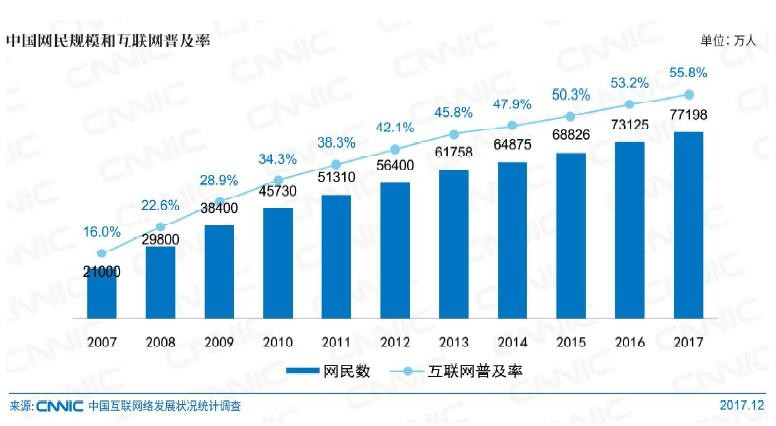 中国网民规模和互联网普及率
单位：万人
16.0% 22.6% 28.9% 34.3% 38.3% 42.1% 45.8% 47.9% 50.3% 53.2% 55.8%
21000 29800 38400 45730 51310 56400 61758 64875 68826 73125 77198
2007 2008 2009 2010 2011 2012 2013 2014 2015 2016 2017
网民数 互联网普及率
来源: CNNIC 中国互联网络发展状况统计调查
2017.12